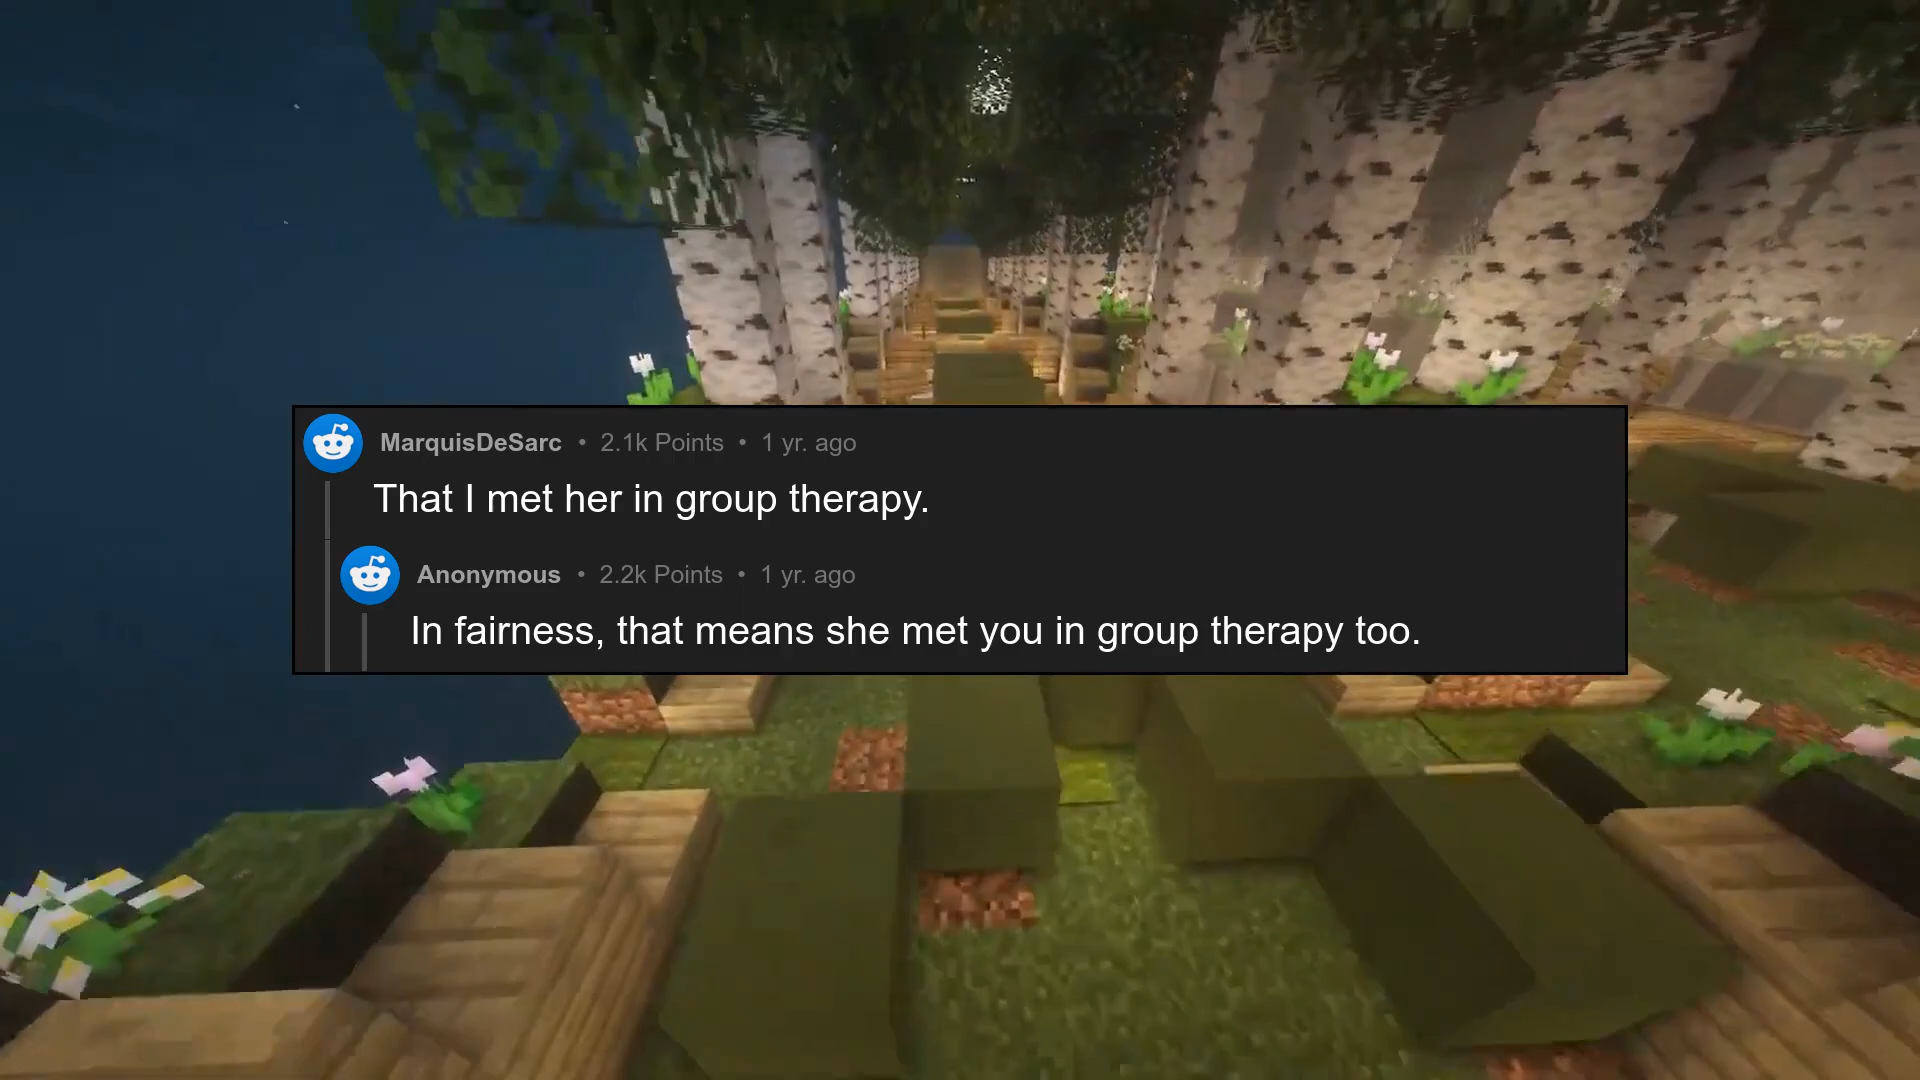 MarquisDeSarc • 2.1k Points • 1 yr. ago
That I met her in group therapy.
Anonymous • 2.2k Points • 1 yr. ago
In fairness, that means she met you in group therapy too.